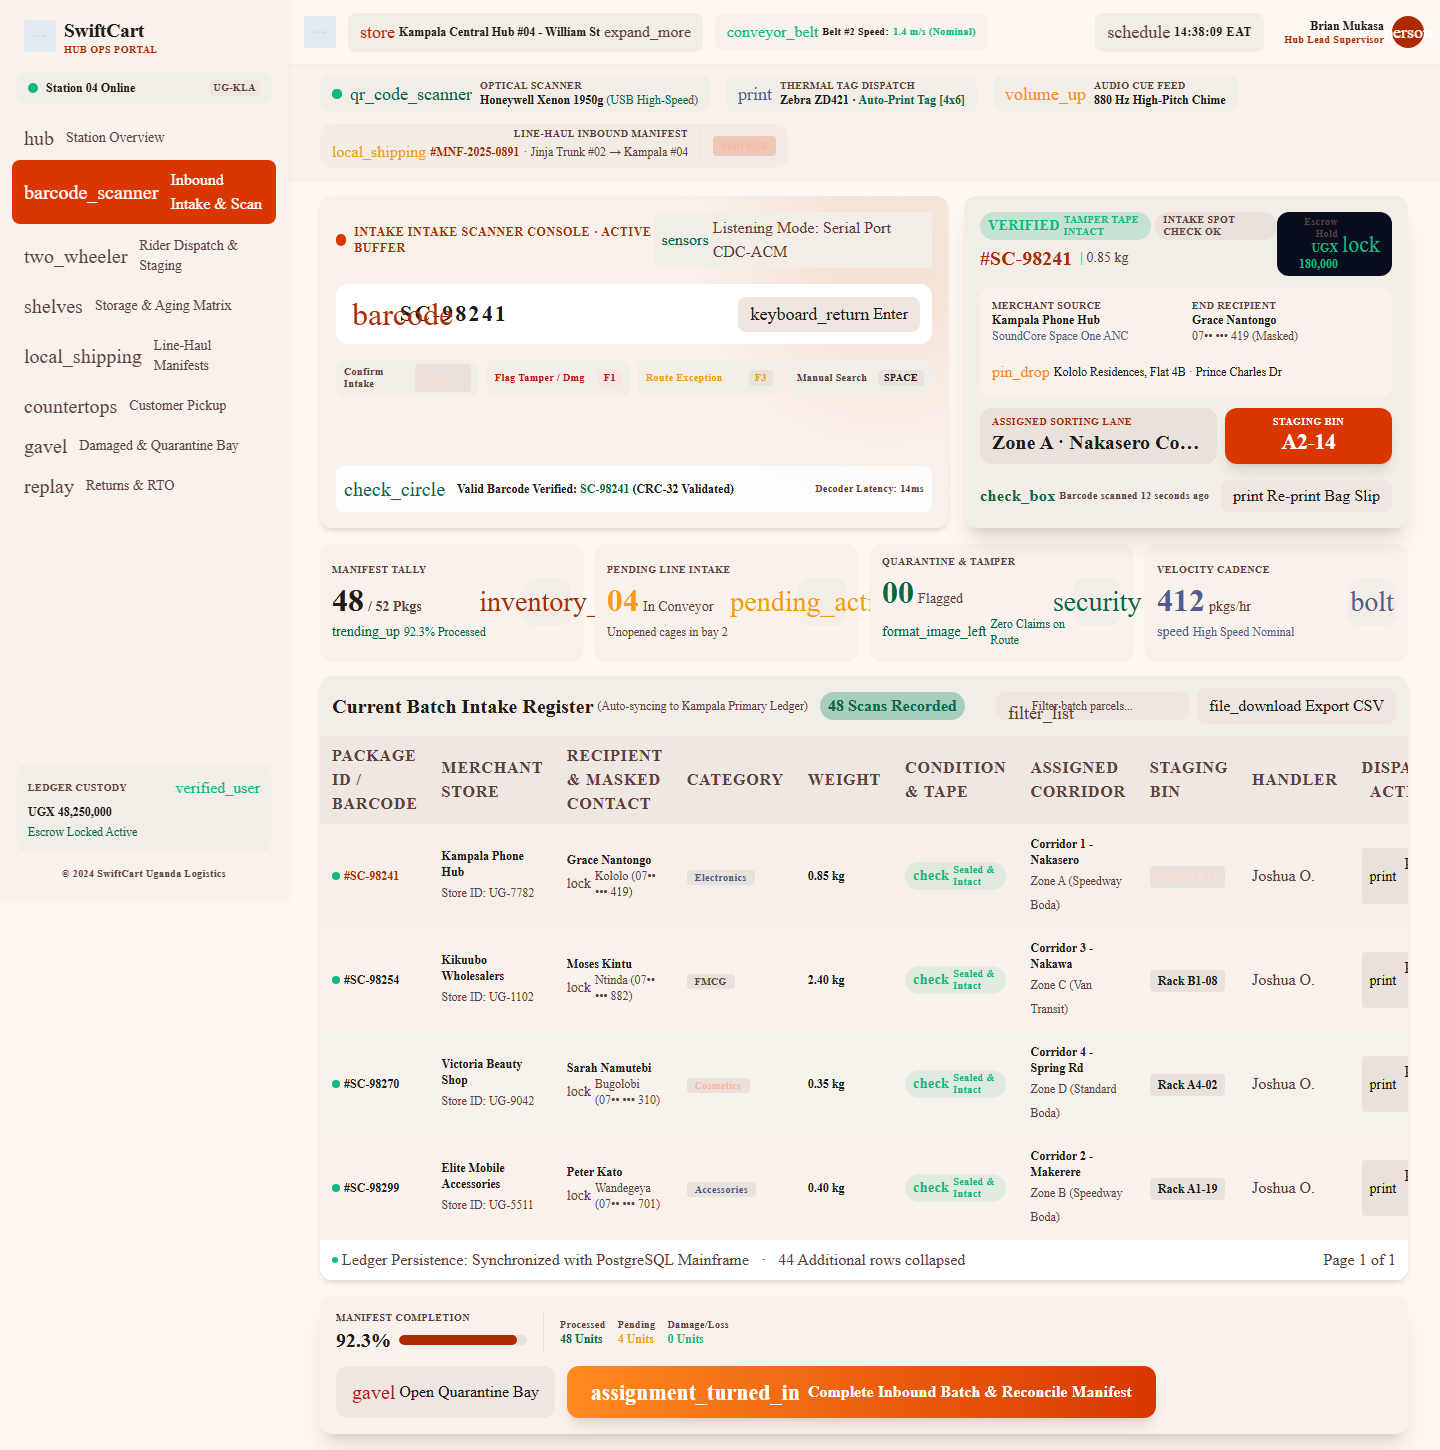 SwiftCart
HUB OPS PORTAL
Station 04 Online
UG-KLA
hub Station Overview
barcode_scanner Inbound
Intake & Scan
two_wheeler Rider Dispatch &
Staging
shelves Storage & Aging Matrix
local_shipping Line-Haul
Manifests
countertops Customer Pickup
gavel Damaged & Quarantine Bay
replay Returns & RTO
LEDGER CUSTODY
verified_user
UGX 48,250,000
Escrow Locked Active
© 2024 SwiftCart Uganda Logistics
store Kampala Central Hub #04 - William St expand_more
conveyor_belt Belt #2 Speed: 1.4 m/s (Nominal)
schedule 14:38:09 EAT
Brian Mukasa
Hub Lead Supervisor
qr_code_scanner
OPTICAL SCANNER
Honeywell Xenon 1950g (USB High-Speed)
print
THERMAL TAG DISPATCH
Zebra ZD421 · Auto-Print Tag [4x6]
volume_up
AUDIO CUE FEED
880 Hz High-Pitch Chime
LINE-HAUL INBOUND MANIFEST
local_shipping #MNF-2025-0891 · Jinja Trunk #02 → Kampala #04
INTAKE INTAKE SCANNER CONSOLE · ACTIVE
BUFFER
sensors
Listening Mode: Serial Port
CDC-ACM
barcode
SC-98241
keyboard_return Enter
Confirm
Intake
Flag Tamper / Dmg F1
Route Exception F3
Manual Search SPACE
check_circle Valid Barcode Verified: SC-98241 (CRC-32 Validated)
Decoder Latency: 14ms
VERIFIED TAMPER TAPE
INTACT
INTAKE SPOT
CHECK OK
#SC-98241 | 0.85 kg
Escrow
Hold
UGX
180,000
lock
MERCHANT SOURCE
Kampala Phone Hub
SoundCore Space One ANC
END RECIPIENT
Grace Nantongo
07•• ••• 419 (Masked)
pin_drop Kololo Residences, Flat 4B · Prince Charles Dr
ASSIGNED SORTING LANE
Zone A · Nakasero Co...
STAGING BIN
A2-14
check_box Barcode scanned 12 seconds ago
print Re-print Bag Slip
MANIFEST TALLY
48 / 52 Pkgs
inventory_
trending_up 92.3% Processed
PENDING LINE INTAKE
04 In Conveyor
pending_acti
Unopened cages in bay 2
QUARANTINE & TAMPER
00 Flagged
security
format_image_left Zero Claims on
Route
VELOCITY CADENCE
412 pkgs/hr
bolt
speed High Speed Nominal
Current Batch Intake Register (Auto-syncing to Kampala Primary Ledger)
48 Scans Recorded
filter_list
Filter batch parcels...
file_download Export CSV
PACKAGE
ID /
BARCODE
MERCHANT
STORE
RECIPIENT
& MASKED
CONTACT
CATEGORY
WEIGHT
CONDITION
& TAPE
ASSIGNED
CORRIDOR
STAGING
BIN
HANDLER
DISPA
ACTI
#SC-98241
Kampala Phone
Hub
Store ID: UG-7782
Grace Nantongo
lock Kololo (07••
••• 419)
Electronics
0.85 kg
check Sealed &
Intact
Corridor 1 -
Nakasero
Zone A (Speedway
Boda)
Joshua O.
print
#SC-98254
Kikuubo
Wholesalers
Store ID: UG-1102
Moses Kintu
lock Ntinda (07••
••• 882)
FMCG
2.40 kg
check Sealed &
Intact
Corridor 3 -
Nakawa
Zone C (Van
Transit)
Rack B1-08
Joshua O.
print
#SC-98270
Victoria Beauty
Shop
Store ID: UG-9042
Sarah Namutebi
lock Bugolobi
(07•• ••• 310)
Cosmetics
0.35 kg
check Sealed &
Intact
Corridor 4 -
Spring Rd
Zone D (Standard
Boda)
Rack A4-02
Joshua O.
print
#SC-98299
Elite Mobile
Accessories
Store ID: UG-5511
Peter Kato
lock Wandegeya
(07•• ••• 701)
Accessories
0.40 kg
check Sealed &
Intact
Corridor 2 -
Makerere
Zone B (Speedway
Boda)
Rack A1-19
Joshua O.
print
Ledger Persistence: Synchronized with PostgreSQL Mainframe · 44 Additional rows collapsed
Page 1 of 1
MANIFEST COMPLETION
92.3%
Processed
48 Units
Pending
4 Units
Damage/Loss
0 Units
gavel Open Quarantine Bay
assignment_turned_in Complete Inbound Batch & Reconcile Manifest